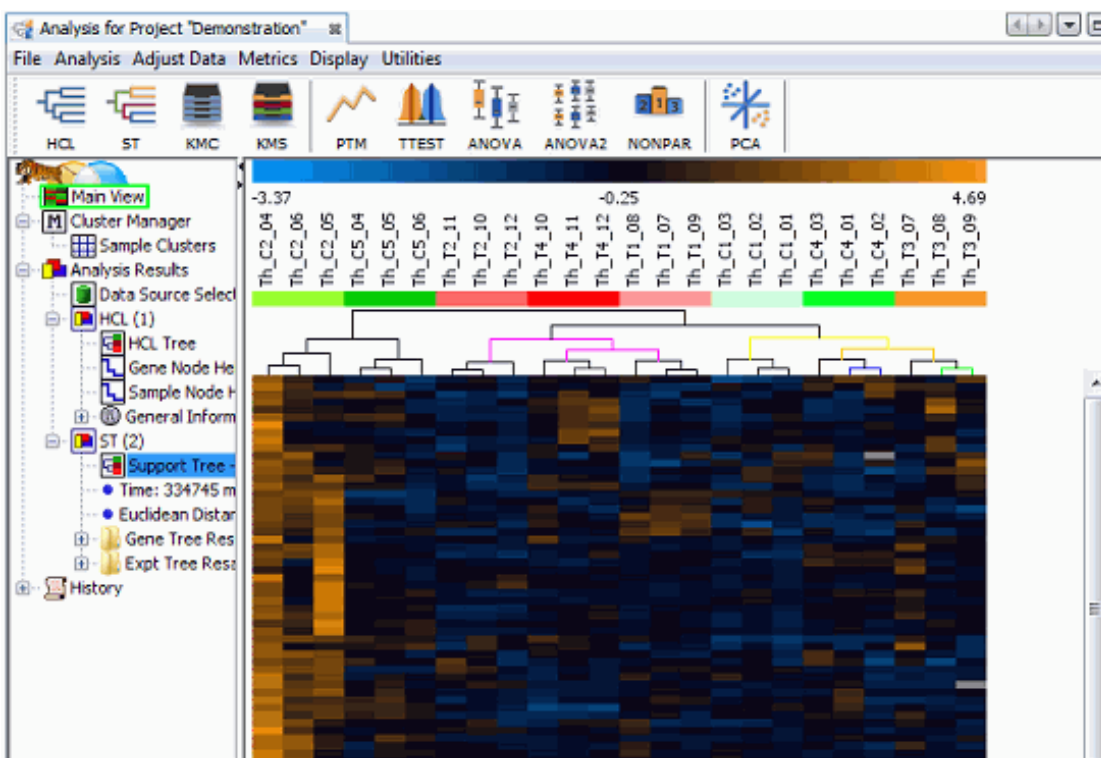 Analysis for Project "Demonstration"
File Analysis Adjust Data Metrics Display Utilities
HCL ST KMC KMS PTM TTEST ANOVA ANOVA2 NONPAR PCA
Main View
M Cluster Manager
Sample Clusters
Analysis Results
Data Source Select
HCL (1)
HCL Tree
Gene Node He
Sample Node H
General Inform
ST (2)
Support Tree -
Time: 334745 m
Euclidean Distar
Gene Tree Res
Expt Tree Resu
History
-3.37 -0.25 4.69
Th_C2_04
Th_C2_06
Th_C2_05
Th_C5_04
Th_C5_05
Th_C5_06
Th_T2_11
Th_T2_10
Th_T2_12
Th_T4_10
Th_T4_11
Th_T4_12
Th_T1_08
Th_T1_07
Th_T1_09
Th_C1_03
Th_C1_02
Th_C1_01
Th_C4_03
Th_C4_01
Th_C4_02
Th_T3_07
Th_T3_08
Th_T3_09